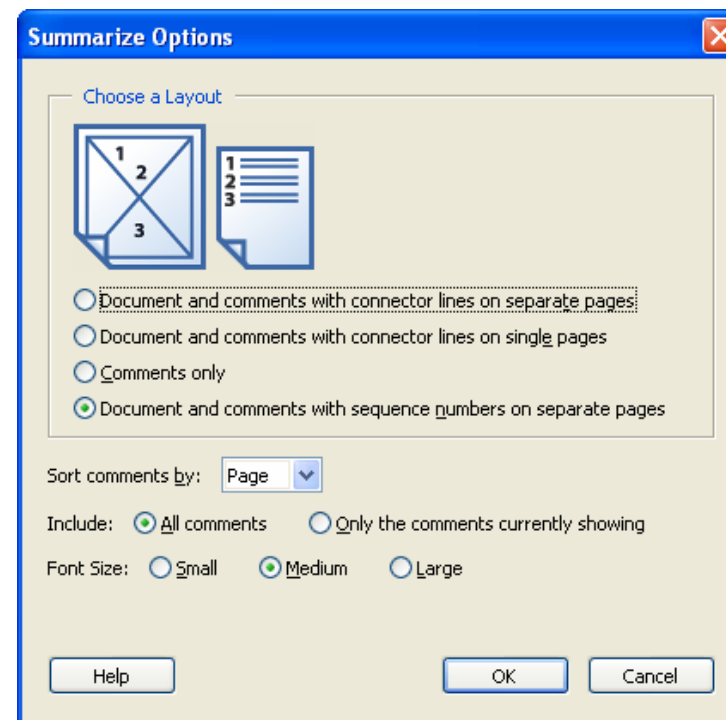 Summarize Options
Choose a Layout
1
2
3
1
2
3
Document and comments with connector lines on separate pages
Document and comments with connector lines on single pages
Comments only
Document and comments with sequence numbers on separate pages
Sort comments by: Page
Include: All comments Only the comments currently showing
Font Size: Small Medium Large
Help OK Cancel